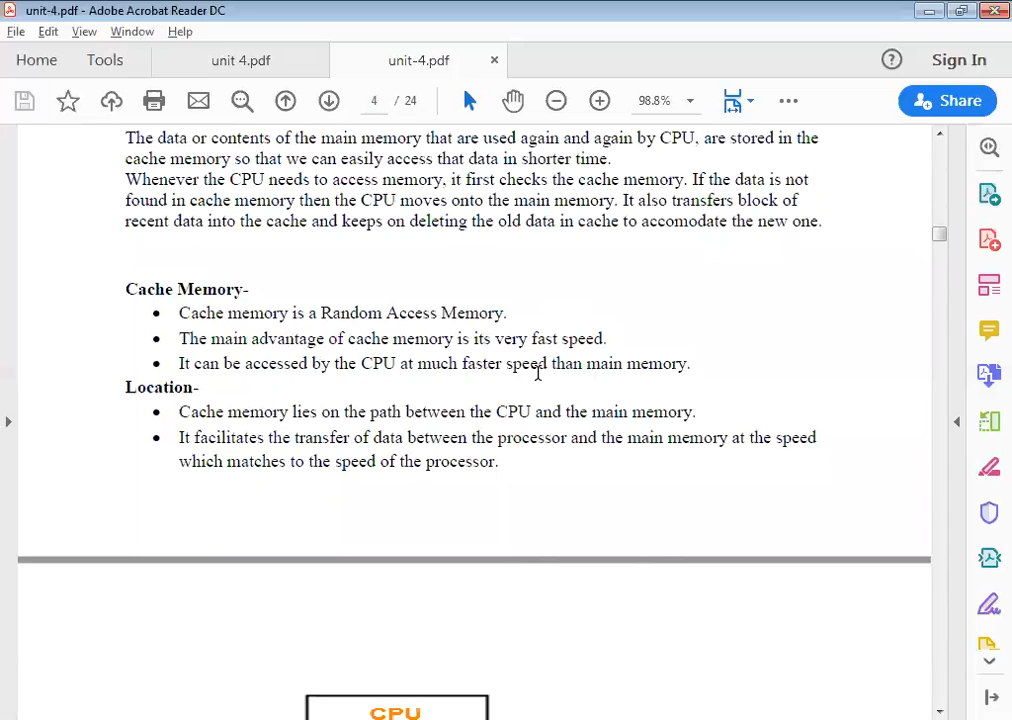 unit-4.pdf - Adobe Acrobat Reader DC
File Edit View Window Help
Home Tools unit 4.pdf unit-4.pdf × ? Sign In
4 / 24 98.8% Share
The data or contents of the main memory that are used again and again by CPU, are stored in the
cache memory so that we can easily access that data in shorter time.
Whenever the CPU needs to access memory, it first checks the cache memory. If the data is not
found in cache memory then the CPU moves onto the main memory. It also transfers block of
recent data into the cache and keeps on deleting the old data in cache to accomodate the new one.
Cache Memory-
• Cache memory is a Random Access Memory.
• The main advantage of cache memory is its very fast speed.
• It can be accessed by the CPU at much faster speed than main memory.
Location-
• Cache memory lies on the path between the CPU and the main memory.
• It facilitates the transfer of data between the processor and the main memory at the speed
which matches to the speed of the processor.
CPU